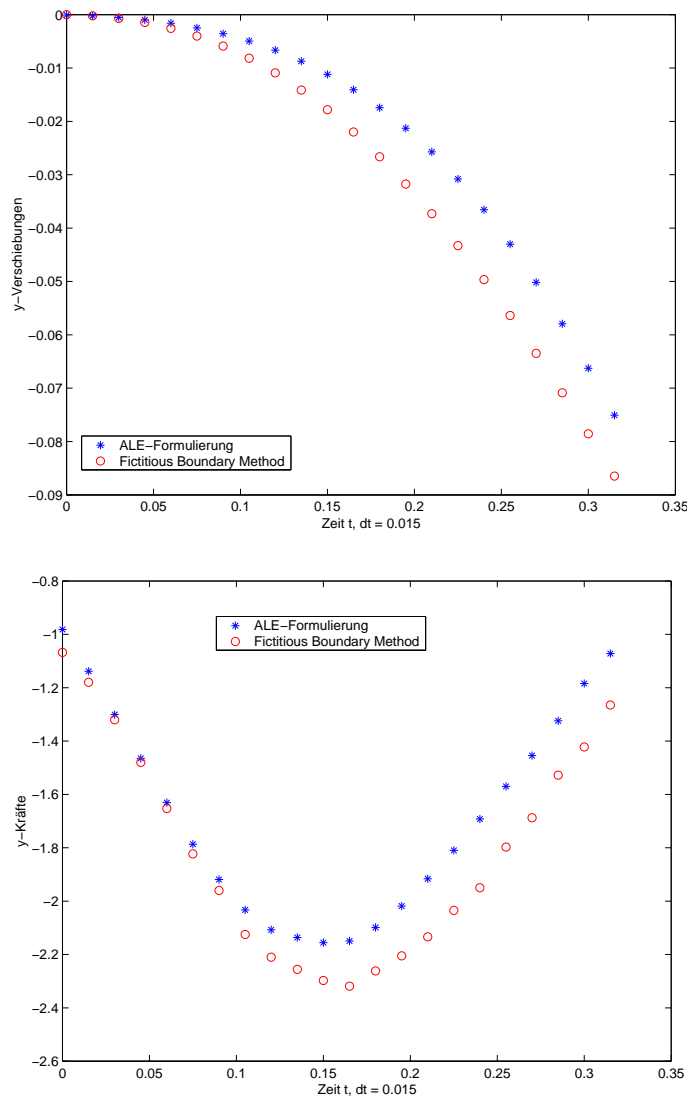 0
−0.01
−0.02
−0.03
−0.04
−0.05
−0.06
−0.07
−0.08
−0.09
y−Verschiebungen
ALE−Formulierung
Fictitious Boundary Method
0 0.05 0.1 0.15 0.2 0.25 0.3 0.35
Zeit t, dt = 0.015
−0.8
−1
−1.2
−1.4
−1.6
−1.8
−2
−2.2
−2.4
−2.6
y−Kräfte
ALE−Formulierung
Fictitious Boundary Method
0 0.05 0.1 0.15 0.2 0.25 0.3 0.35
Zeit t, dt = 0.015